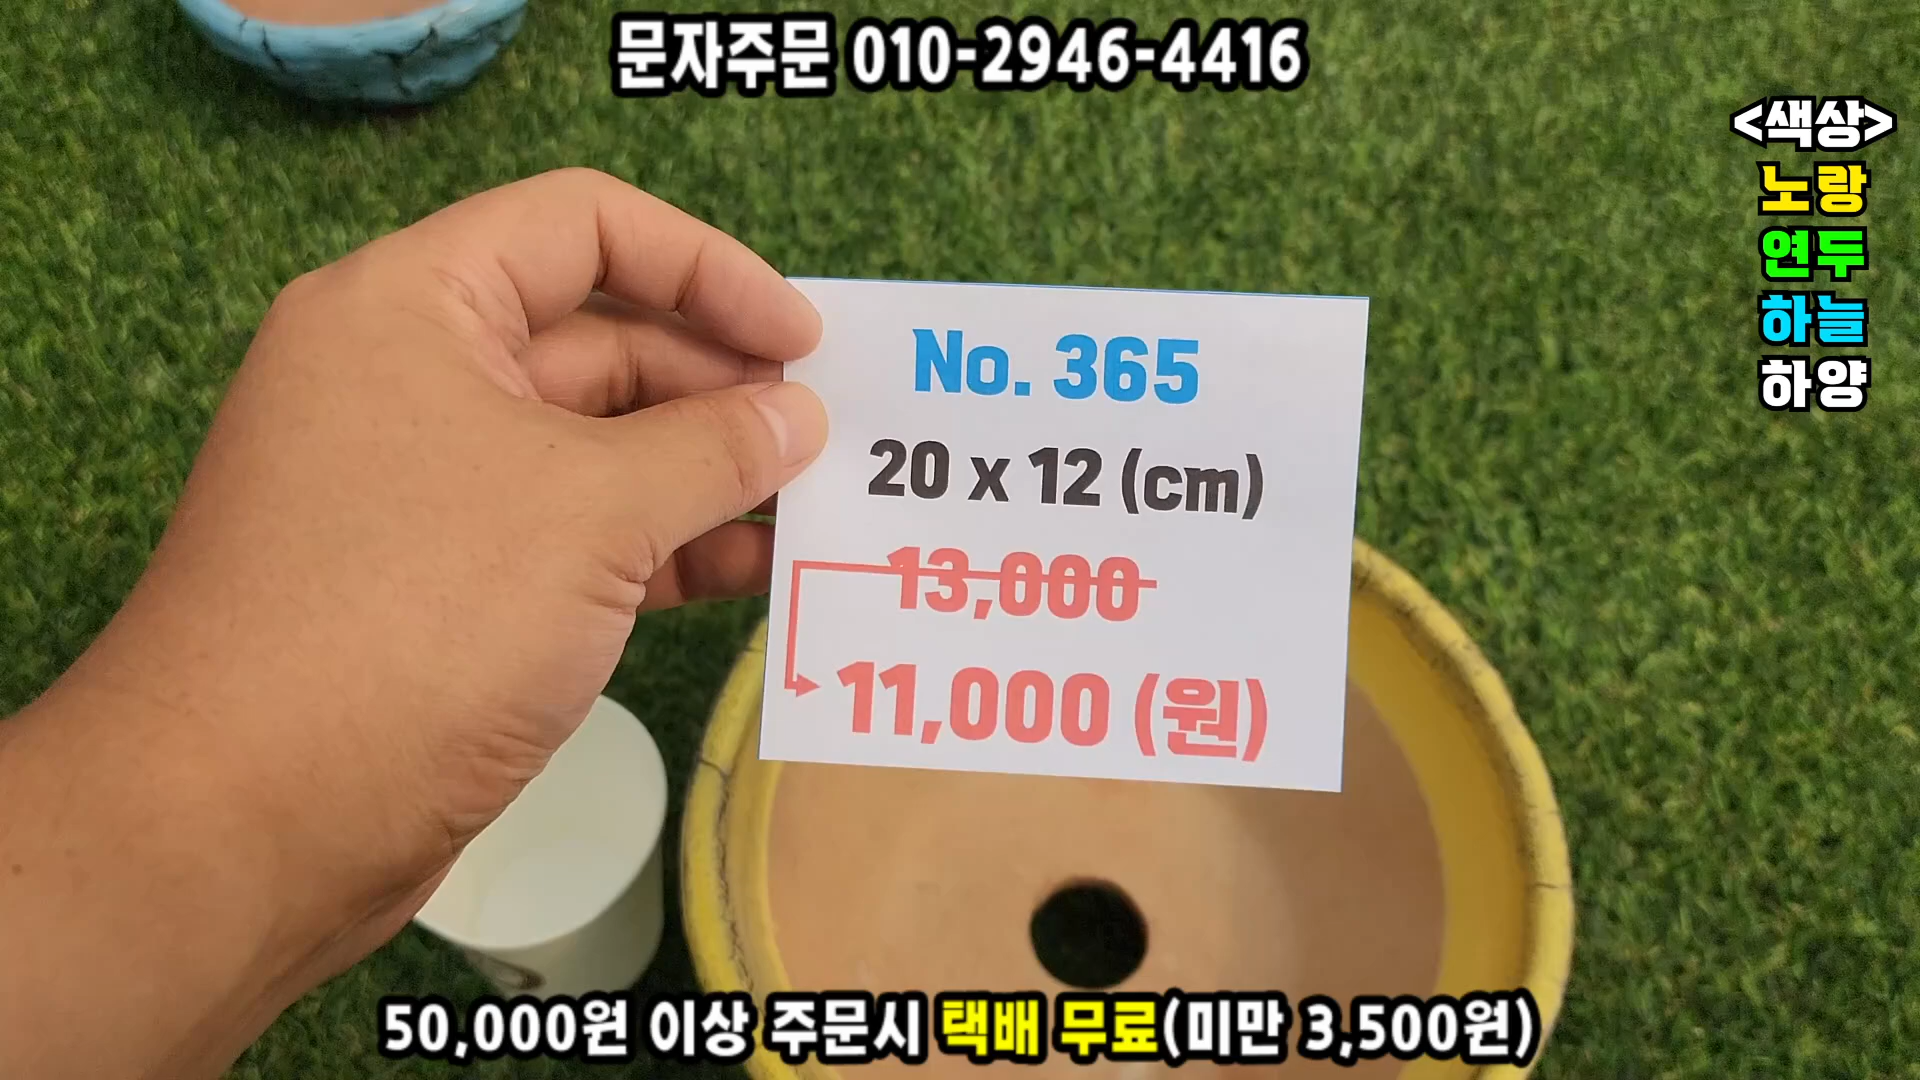 문자주문 010-2946-4416
<색상>
노랑
연두
하늘
하양
No. 365
20 x 12 (cm)
13,000
11,000 (원)
50,000원 이상 주문시 택배 무료(미만 3,500원)